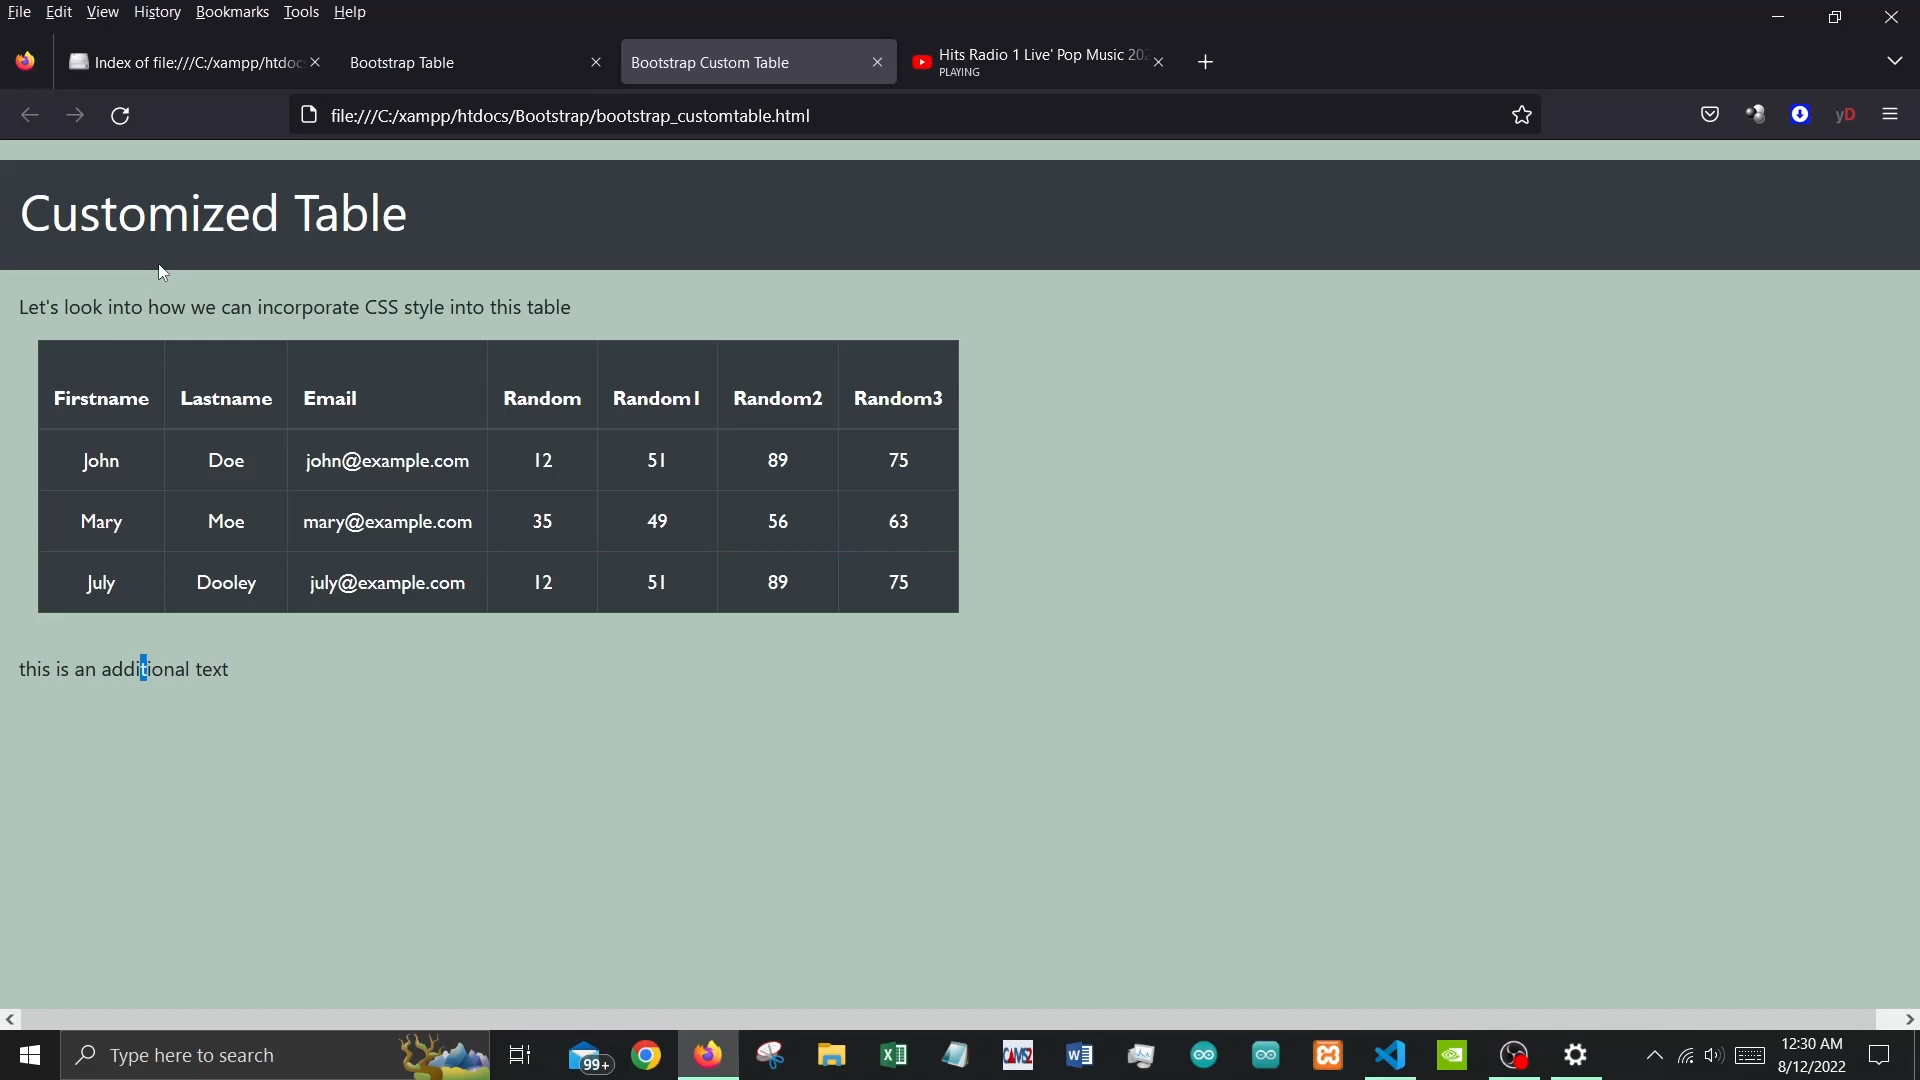 File Edit View History Bookmarks Tools Help
Index of file:///C:/xampp/htdoc
Bootstrap Table
Bootstrap Custom Table
Hits Radio 1 Live' Pop Music 202
PLAYING
file:///C:/xampp/htdocs/Bootstrap/bootstrap_customtable.html
yD
Customized Table
Let's look into how we can incorporate CSS style into this table
Firstname Lastname Email Random Random1 Random2 Random3
John Doe john@example.com 12 51 89 75
Mary Moe mary@example.com 35 49 56 63
July Dooley july@example.com 12 51 89 75
this is an additional text
Type here to search
99+
CAMS2
12:30 AM
8/12/2022